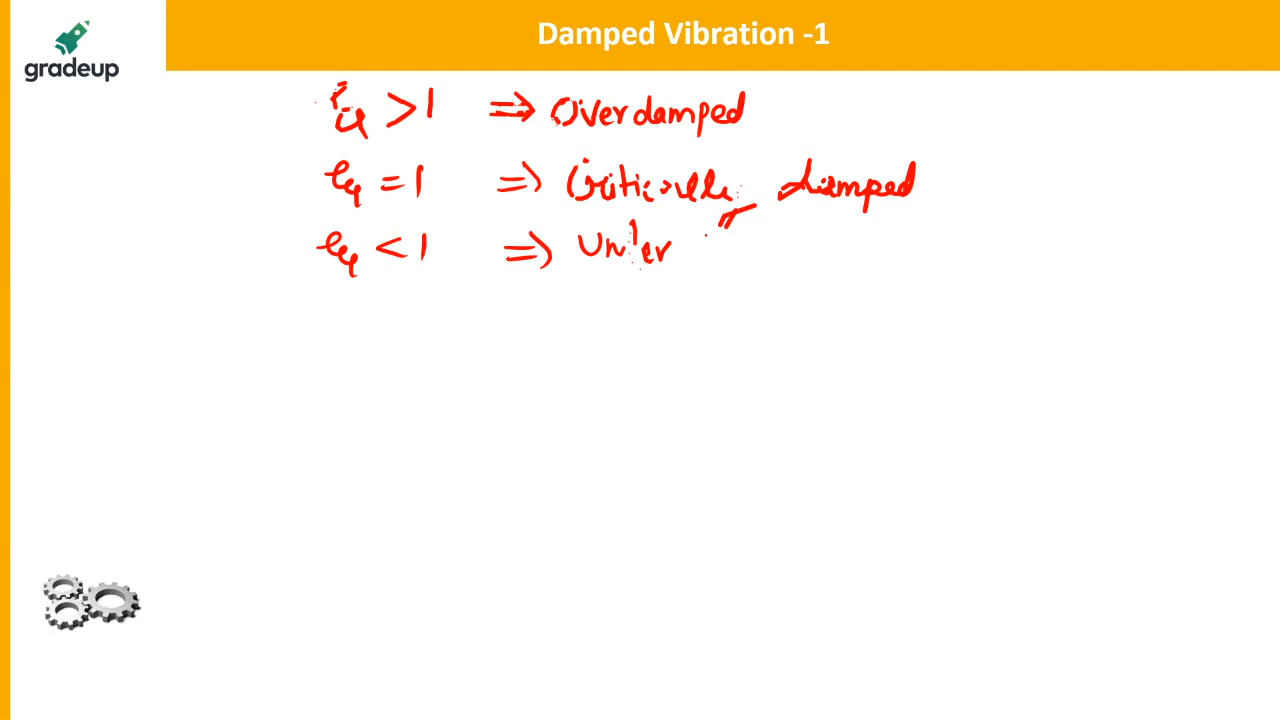 Damped Vibration -1
gradeup
> 1 ⇒ Overdamped
= 1 ⇒ Critically damped
< 1 ⇒ Under